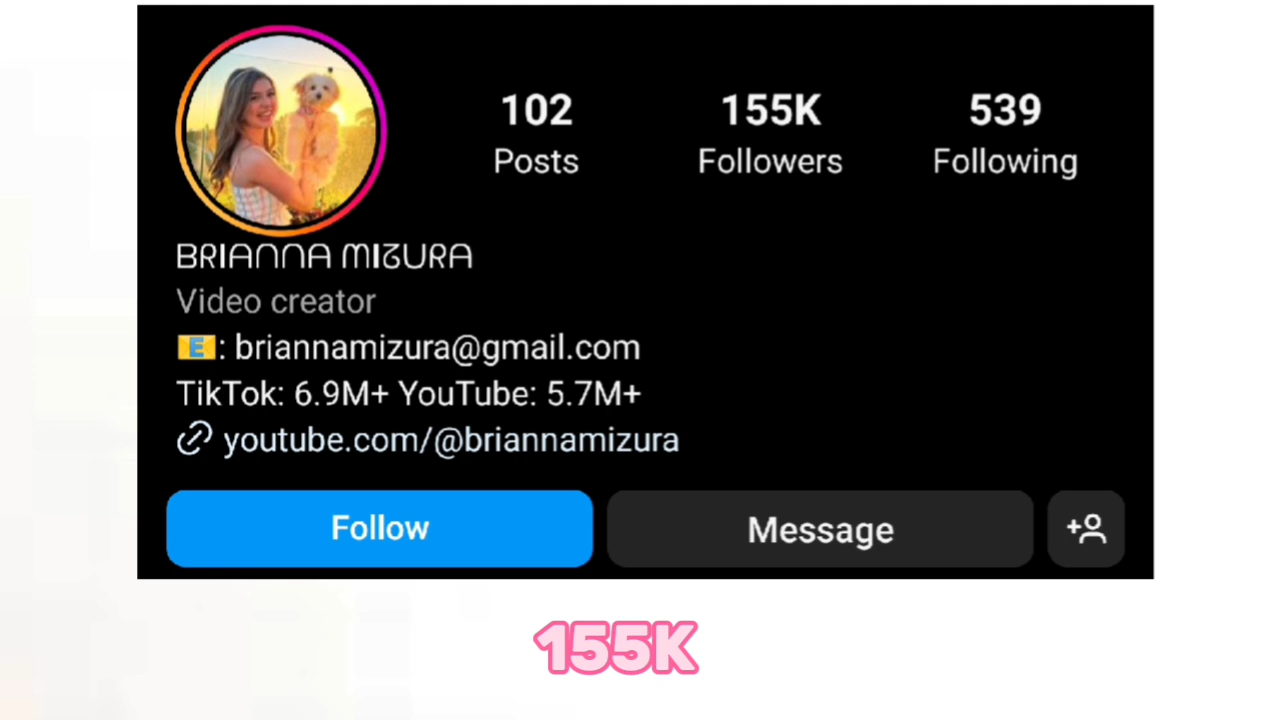 102 155K 539
Posts Followers Following
BRIANNA MIZURA
Video creator
📧: briannamizura@gmail.com
TikTok: 6.9M+ YouTube: 5.7M+
youtube.com/@briannamizura
Follow Message
155K